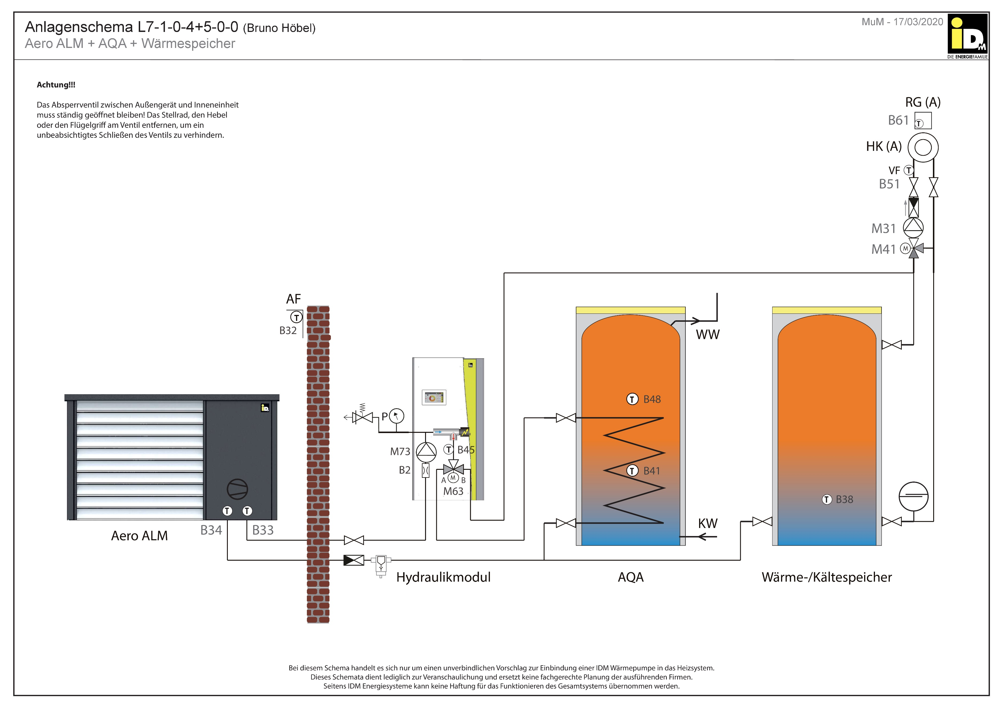 Anlagenschema L7-1-0-4+5-0-0 (Bruno Höbel)
Aero ALM + AQA + Wärmespeicher
MuM - 17/03/2020
iDM
DIE ENERGIEFAMILIE
Achtung!!!
Das Absperrventil zwischen Außengerät und Inneneinheit
muss ständig geöffnet bleiben! Das Stellrad, den Hebel
oder den Flügelgriff am Ventil entfernen, um ein
unbeabsichtigtes Schließen des Ventils zu verhindern.
RG (A)
B61
T
HK (A)
VF
T
B51
M31
M41
M
AF
T
B32
WW
iD
iD
T
B48
P
M73
T
B45
B2
T
B41
A
M
B
M63
T
B38
T
T
B34
B33
KW
Aero ALM
Hydraulikmodul
AQA
Wärme-/Kältespeicher
Bei diesem Schema handelt es sich nur um einen unverbindlichen Vorschlag zur Einbindung einer IDM Wärmepumpe in das Heizsystem.
Dieses Schemata dient lediglich zur Veranschaulichung und ersetzt keine fachgerechte Planung der ausführenden Firmen.
Seitens IDM Energiesysteme kann keine Haftung für das Funktionieren des Gesamtsystems übernommen werden.